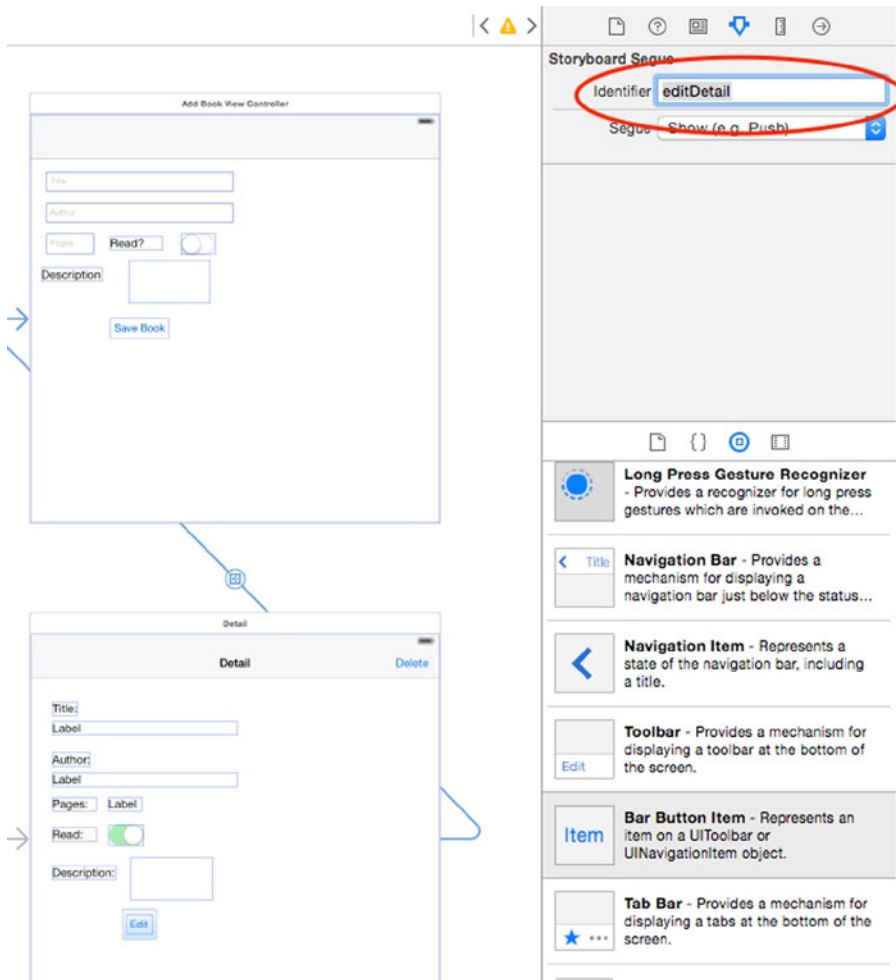 Storyboard Segue
Identifier editDetail
Segue Show (e.g. Push)
Add Book View Controller
Title
Author
Pages Read?
Description
Save Book
Detail
Detail Delete
Title:
Label
Author:
Label
Pages: Label
Read:
Description:
Edit
{}
Long Press Gesture Recognizer
- Provides a recognizer for long press
gestures which are invoked on the...
Title
Navigation Bar - Provides a
mechanism for displaying a
navigation bar just below the status...
Navigation Item - Represents a
state of the navigation bar, including
a title.
Edit
Toolbar - Provides a mechanism for
displaying a toolbar at the bottom of
the screen.
Item
Bar Button Item - Represents an
item on a UIToolbar or
UINavigationItem object.
Tab Bar - Provides a mechanism for
displaying a tabs at the bottom of the
screen.